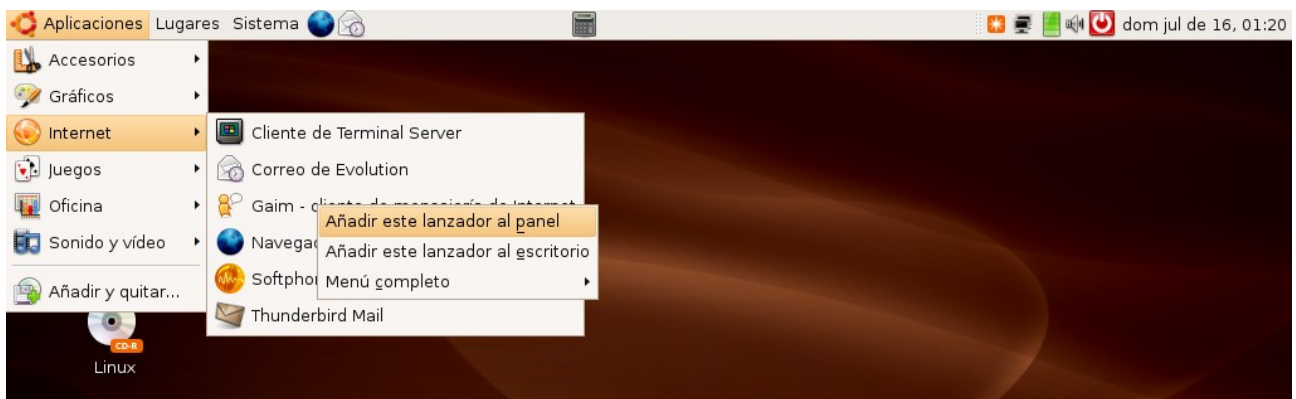 Aplicaciones Lugares Sistema dom jul de 16, 01:20
Accesorios
Gráficos
Internet
Juegos
Oficina
Sonido y vídeo
Añadir y quitar...
Cliente de Terminal Server
Correo de Evolution
Gaim -
Navegad
Softphon
Thunderbird Mail
Añadir este lanzador al panel
Añadir este lanzador al escritorio
Menú completo
CD-R
Linux